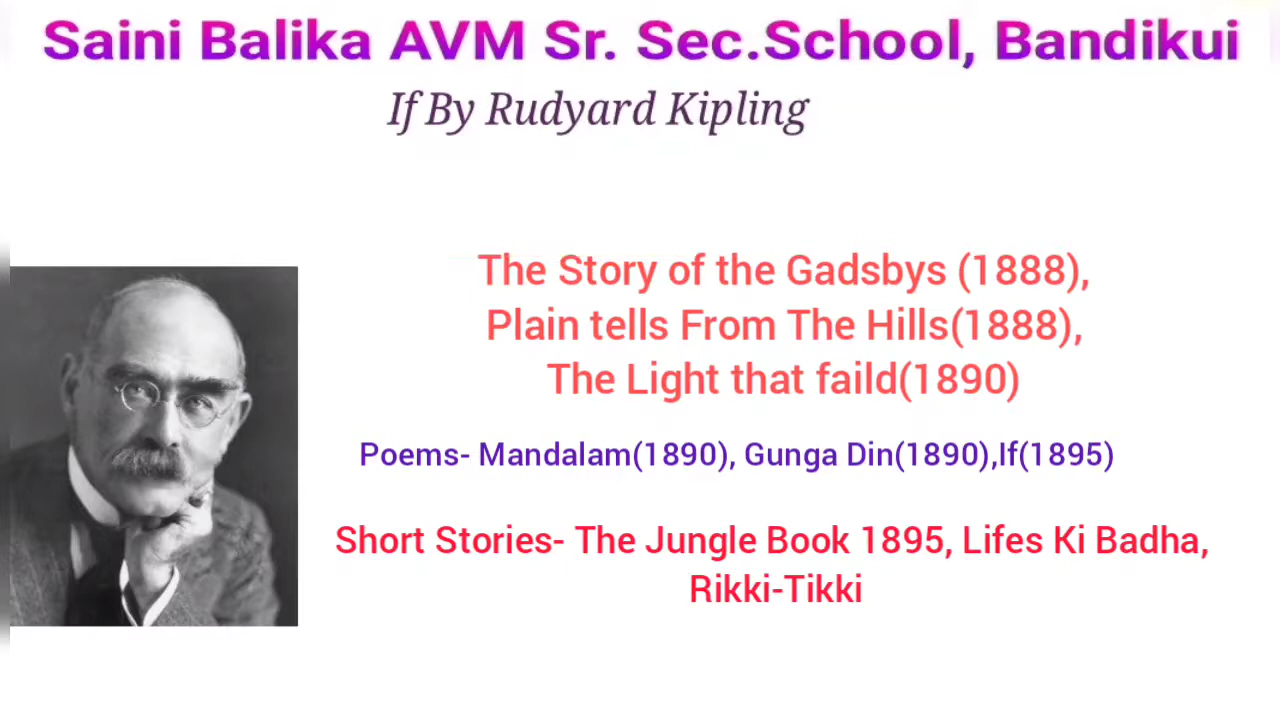 Saini Balika AVM Sr. Sec.School, Bandikui
If By Rudyard Kipling
The Story of the Gadsbys (1888),
Plain tells From The Hills(1888),
The Light that faild(1890)
Poems- Mandalam(1890), Gunga Din(1890),If(1895)
Short Stories- The Jungle Book 1895, Lifes Ki Badha,
Rikki-Tikki